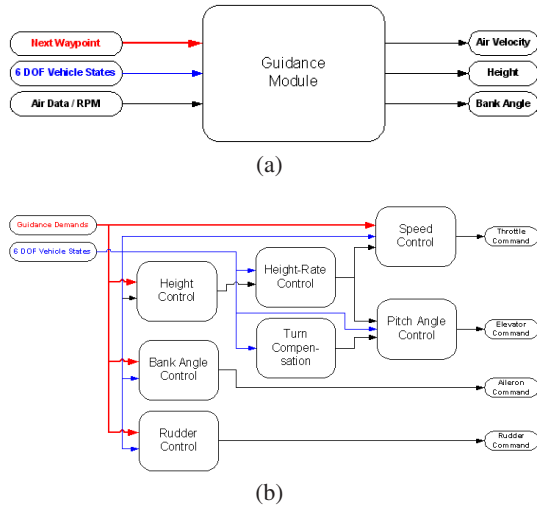 Next Waypoint
6 DOF Vehicle States
Air Data / RPM
Guidance
Module
Air Velocity
Height
Bank Angle
(a)
Guidance Demands
6 DOF Vehicle States
Height
Control
Height-Rate
Control
Speed
Control
Throttle
Command
Turn
Compen-
sation
Pitch Angle
Control
Elevator
Command
Bank Angle
Control
Aileron
Command
Rudder
Control
Rudder
Command
(b)